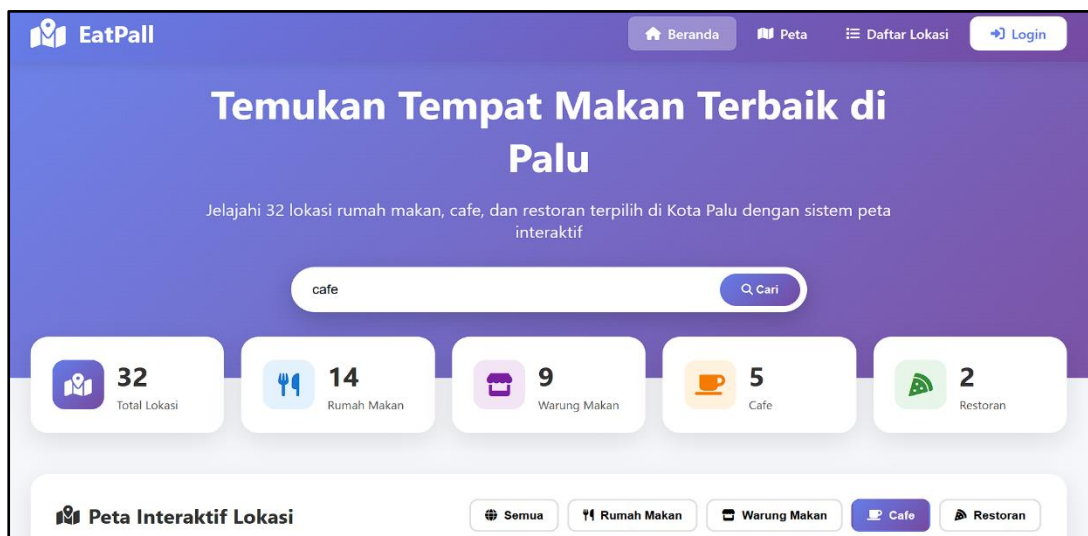 EatPall
Beranda
Peta
Daftar Lokasi
Login
Temukan Tempat Makan Terbaik di
Palu
Jelajahi 32 lokasi rumah makan, cafe, dan restoran terpilih di Kota Palu dengan sistem peta
interaktif
cafe
Cari
32
Total Lokasi
14
Rumah Makan
9
Warung Makan
5
Cafe
2
Restoran
Peta Interaktif Lokasi
Semua
Rumah Makan
Warung Makan
Cafe
Restoran